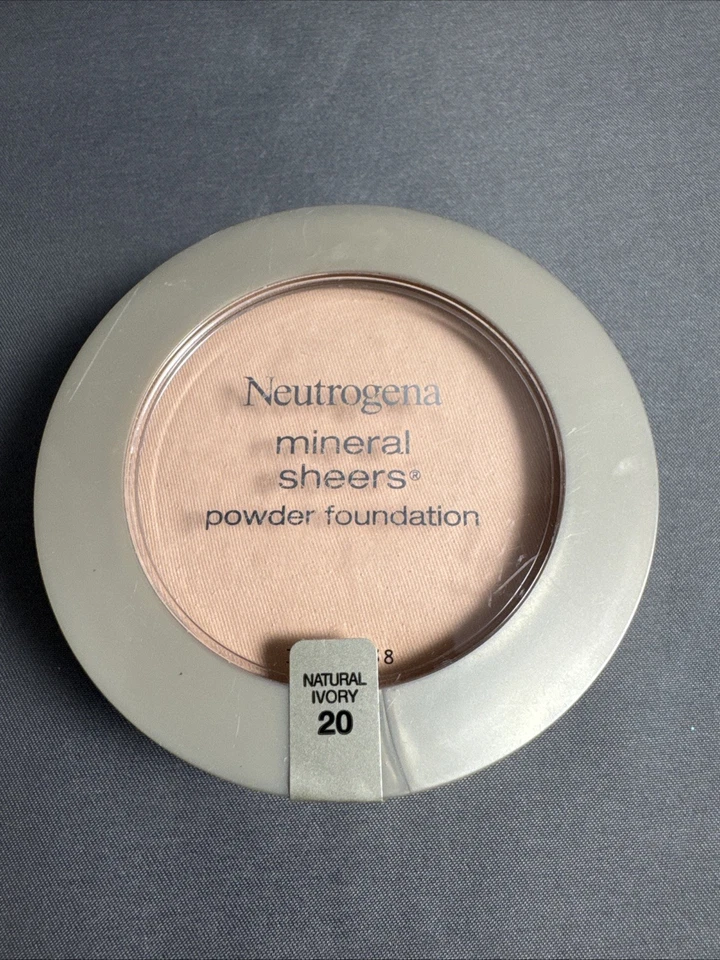 Neutrogena
mineral
sheers®
powder foundation
NATURAL
IVORY
20